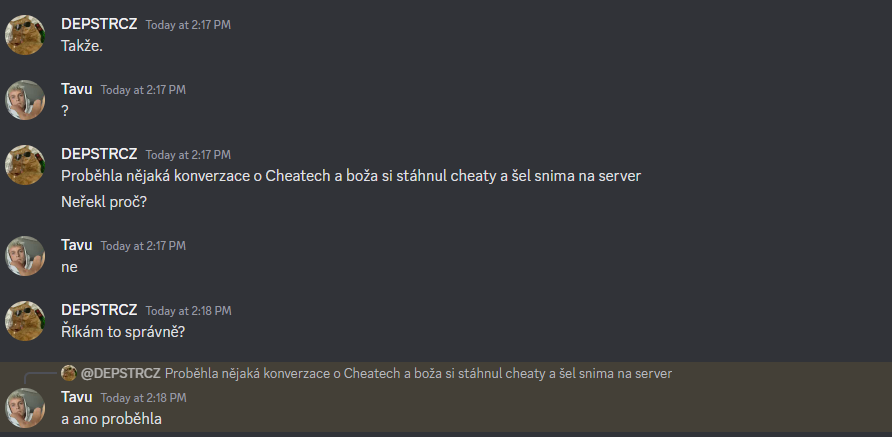 DEPSTRCZ Today at 2:17 PM
Takže.
Tavu Today at 2:17 PM
?
DEPSTRCZ Today at 2:17 PM
Proběhla nějaká konverzace o Cheatech a boža si stáhnul cheaty a šel snima na server
Neřekl proč?
Tavu Today at 2:17 PM
ne
DEPSTRCZ Today at 2:18 PM
Říkám to správně?
@DEPSTRCZ Proběhla nějaká konverzace o Cheatech a boža si stáhnul cheaty a šel snima na server
Tavu Today at 2:18 PM
a ano proběhla